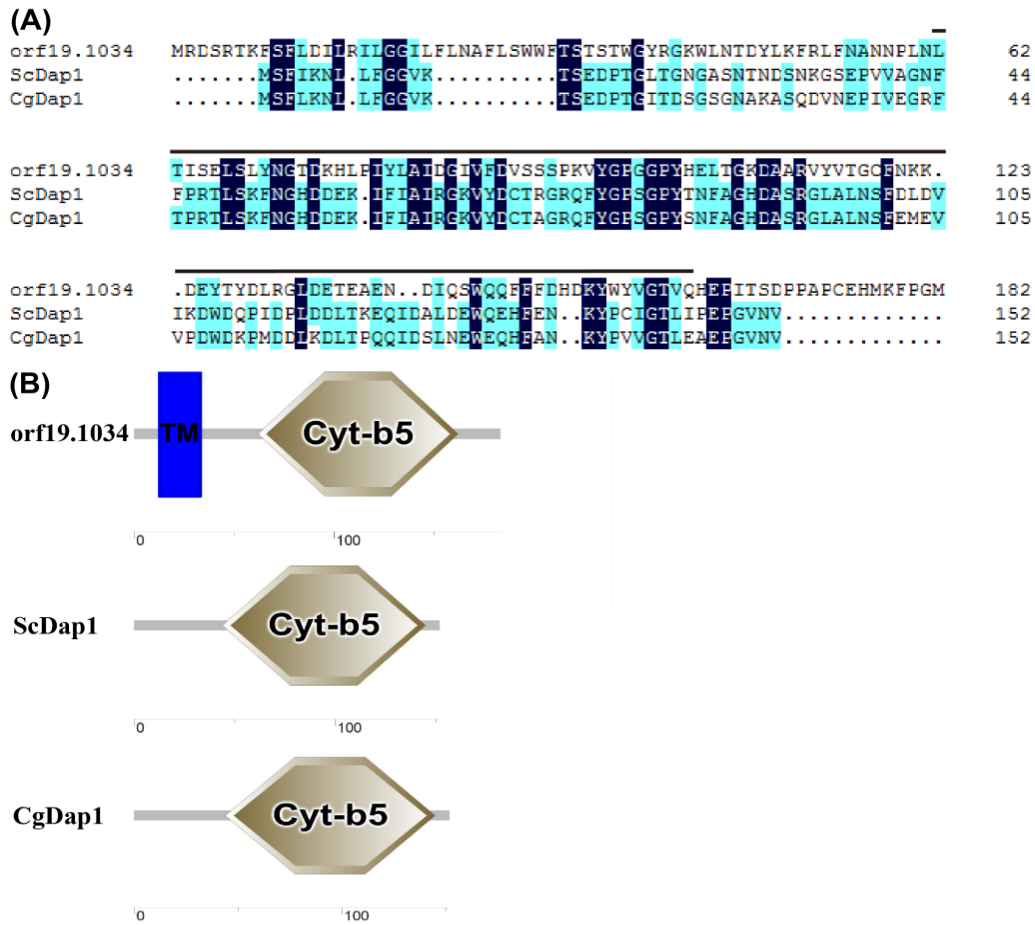 (A)
orf19.1034 MRDSRTKFSFLDILRILGGILFLNAFLSWWFTSTSTWGYRGKWLNTDYLKFRLFNANNPLNL 62
ScDap1 .......MSFIKNL.LFGGVK..........TSEDPTGLTGNGASNTNDSNKGSEPVVAGNF 44
CgDap1 .......MSFLKNL.LFGGVK..........TSEDPTGITDSGSGNAKASQDVNEPIVEGRF 44
orf19.1034 TISELSLYNGTDKHLPIYLAIDGIVFDVSSSPKVYGPGGPYHELTGKDAARVYVTGCFNKK. 123
ScDap1 FPRTLSKFNGHDDEK.IFIAIRGKVYDCTRGRQFYGPSGPYTNFAGHDASRGLALNSFDLDV 105
CgDap1 TPRTLSKFNGHDDEK.IFIAIRGKVYDCTAGRQFYGPSGPYSNFAGHDASRGLALNSFEMEV 105
orf19.1034 .DEYTYDLRGLDETEAEN..DIQSWQQFFFDHDKYWYVGTVQHEPITSDPPAPCEHMKFPGM 182
ScDap1 IKDWDQPIDPLDDLTKEQIDALDEWQEHFEN..KYPCIGTLIPEPGVNV............. 152
CgDap1 VPDWDKPMDDLKDLTPQQIDSLNEWEQHFAN..KYPVVGTLEAEPGVNV............. 152
(B)
orf19.1034 TM Cyt-b5
0 100
ScDap1 Cyt-b5
0 100
CgDap1 Cyt-b5
0 100